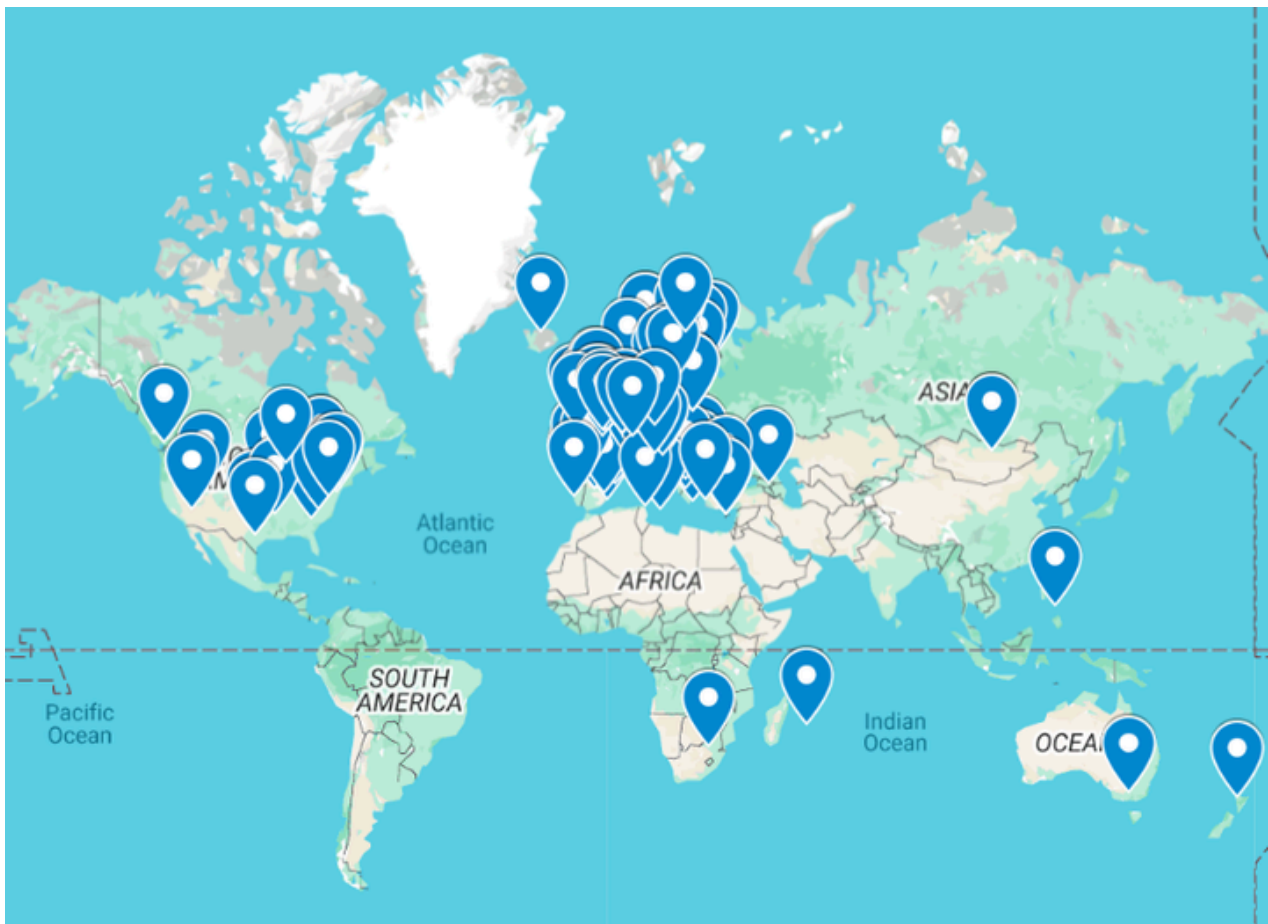 ASIA
Atlantic
Ocean
AFRICA
SOUTH
AMERICA
Pacific
Ocean
Indian
Ocean